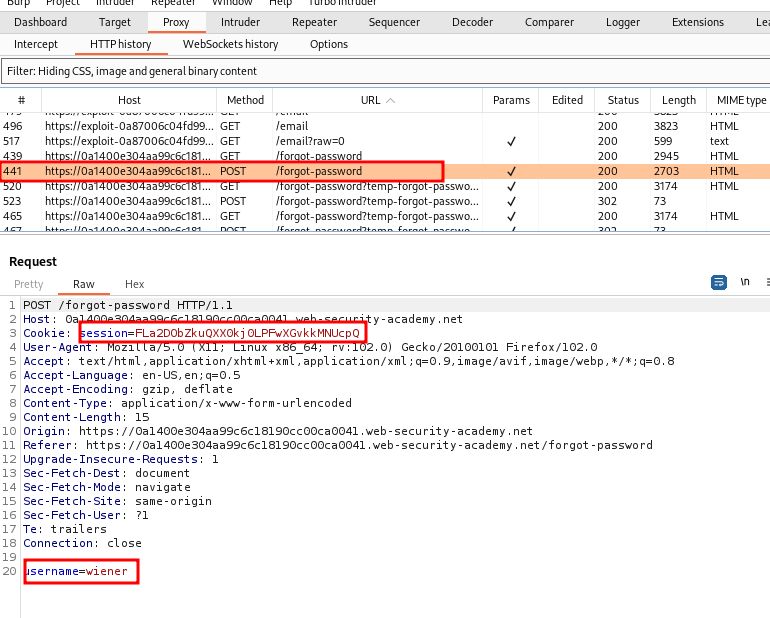 Burp Project Intruder Repeater Window Help Turbo Intruder
Dashboard Target Proxy Intruder Repeater Sequencer Decoder Comparer Logger Extensions
Intercept HTTP history WebSockets history Options
Filter: Hiding CSS, image and general binary content
# Host Method URL Params Edited Status Length MIME type
https://exploit-0a87006c04fd99... GET /email 200 3823 HTML
496 https://exploit-0a87006c04fd99... GET /email 200 3823 HTML
517 https://exploit-0a87006c04fd99... GET /email?raw=0 ✓ 200 599 text
439 https://0a1400e304aa99c6c181... GET /forgot-password 200 2945 HTML
441 https://0a1400e304aa99c6c181... POST /forgot-password ✓ 200 2703 HTML
520 https://0a1400e304aa99c6c181... GET /forgot-password?temp-forgot-passwo... ✓ 200 3174 HTML
523 https://0a1400e304aa99c6c181... POST /forgot-password?temp-forgot-passwo... ✓ 302 73
465 https://0a1400e304aa99c6c181... GET /forgot-password?temp-forgot-passwo... ✓ 200 3174 HTML
467 https://0a1400e304aa99c6c181... POST /forgot-password?temp-forgot-passwo... ✓ 302 73
Request
Pretty Raw Hex \n
1 POST /forgot-password HTTP/1.1
2 Host: 0a1400e304aa99c6c18190cc00ca0041.web-security-academy.net
3 Cookie: session=FLa2DObZkuQXX0kj0LPFwXGvkkMNUcpQ
4 User-Agent: Mozilla/5.0 (X11; Linux x86_64; rv:102.0) Gecko/20100101 Firefox/102.0
5 Accept: text/html,application/xhtml+xml,application/xml;q=0.9,image/avif,image/webp,*/*;q=0.8
6 Accept-Language: en-US,en;q=0.5
7 Accept-Encoding: gzip, deflate
8 Content-Type: application/x-www-form-urlencoded
9 Content-Length: 15
10 Origin: https://0a1400e304aa99c6c18190cc00ca0041.web-security-academy.net
11 Referer: https://0a1400e304aa99c6c18190cc00ca0041.web-security-academy.net/forgot-password
12 Upgrade-Insecure-Requests: 1
13 Sec-Fetch-Dest: document
14 Sec-Fetch-Mode: navigate
15 Sec-Fetch-Site: same-origin
16 Sec-Fetch-User: ?1
17 Te: trailers
18 Connection: close
19
20 username=wiener